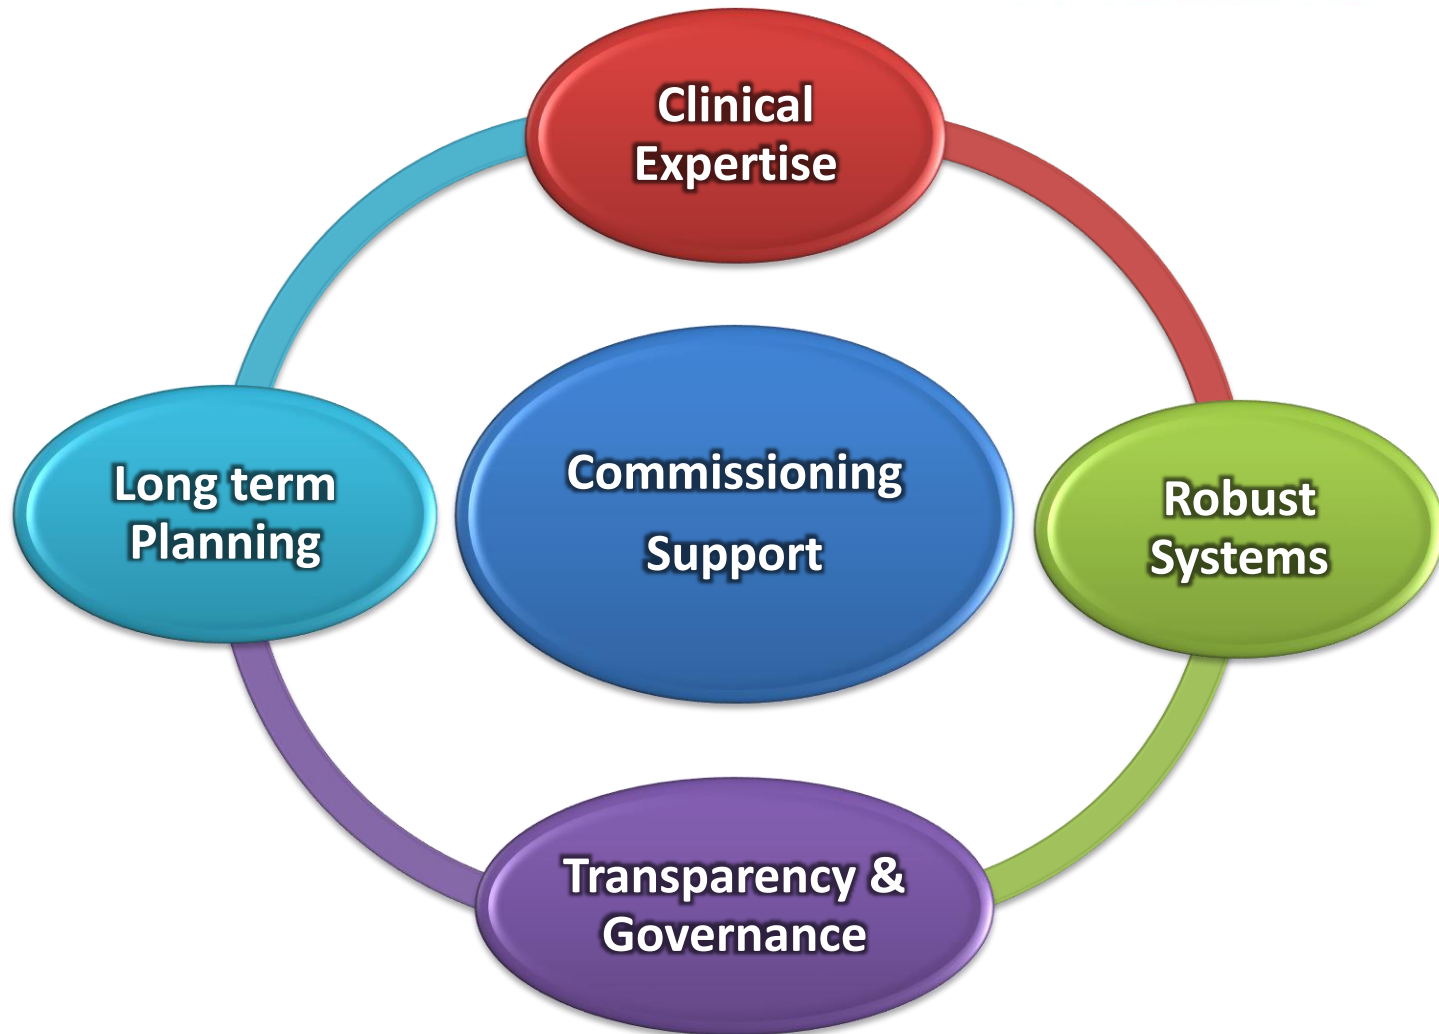 Clinical
Expertise
Long term
Planning
Commissioning
Support
Robust
Systems
Transparency &
Governance